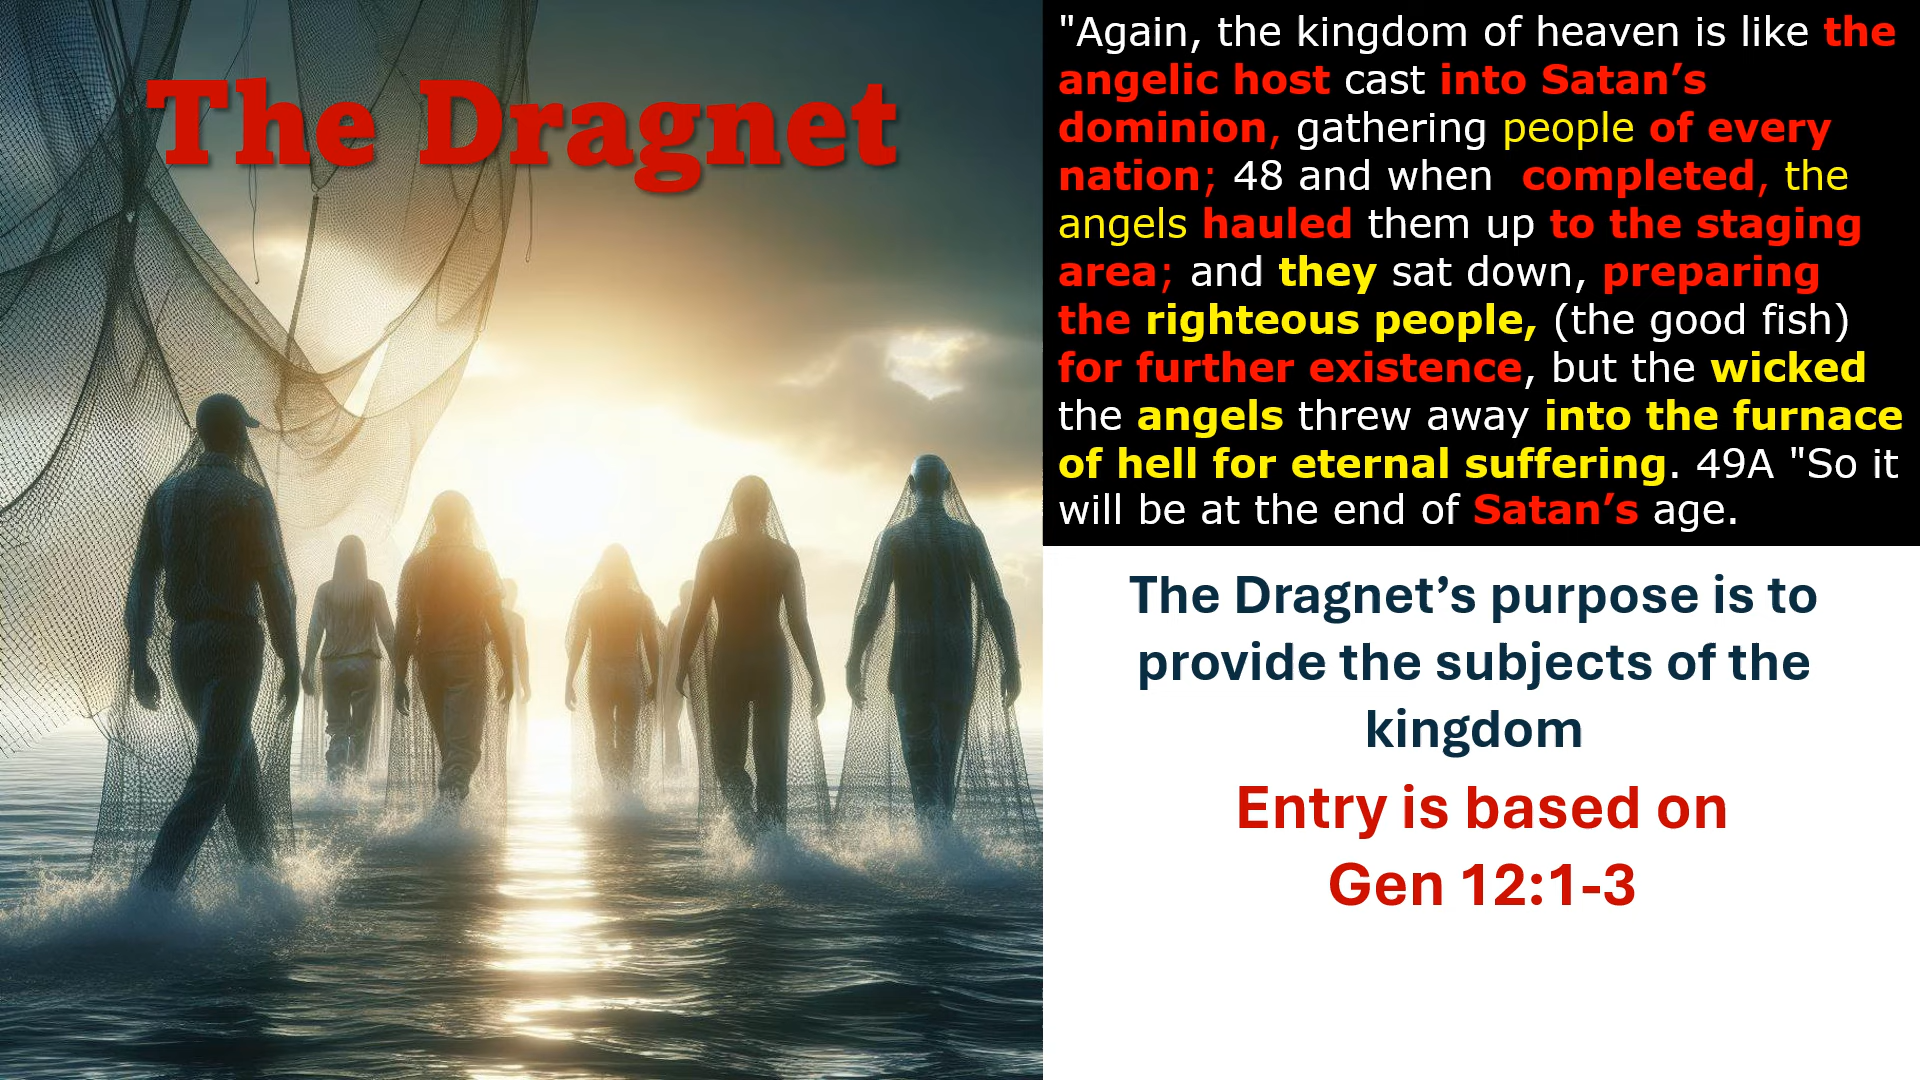 The Dragnet
"Again, the kingdom of heaven is like the
angelic host cast into Satan’s
dominion, gathering people of every
nation; 48 and when  completed, the
angels hauled them up to the staging
area; and they sat down, preparing
the righteous people, (the good fish)
for further existence, but the wicked
the angels threw away into the furnace
of hell for eternal suffering. 49A "So it
will be at the end of Satan’s age.
The Dragnet’s purpose is to
provide the subjects of the
kingdom
Entry is based on
Gen 12:1-3